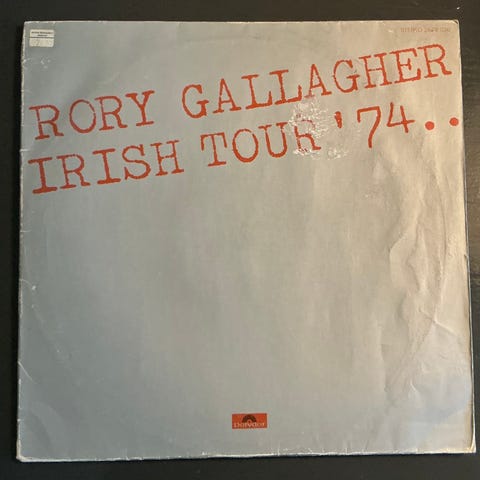 RORY GALLAGHER
IRISH TOUR '74..
Polydor